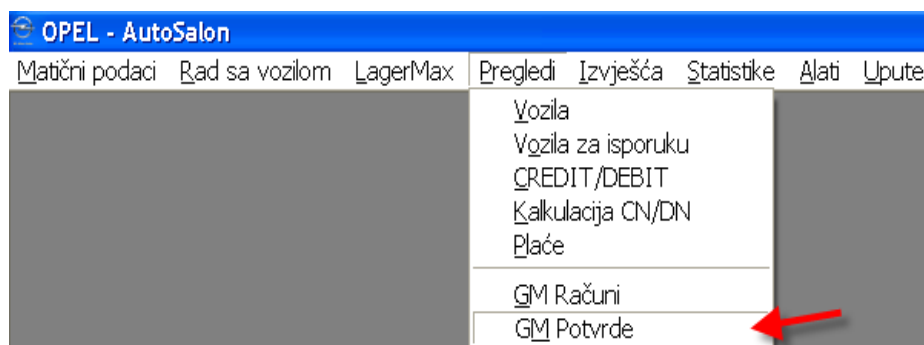 OPEL - AutoSalon
Matični podaci Rad sa vozilom LagerMax Pregledi Izvješća Statistike Alati Upute
Vozila
Vozila za isporuku
CREDIT/DEBIT
Kalkulacija CN/DN
Plaće
GM Računi
GM Potvrde